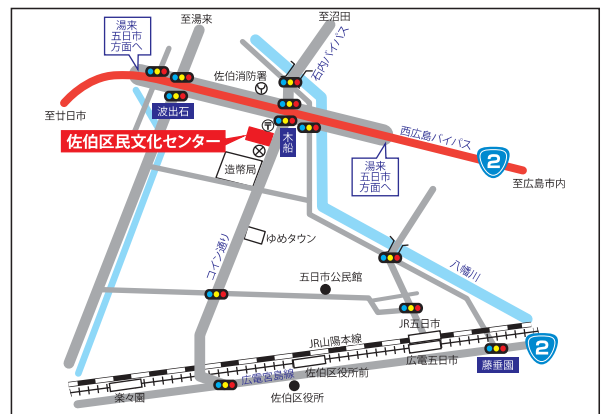 至湯来
至沼田
湯来
五日市
方面へ
石内バイパス
佐伯消防署
波出石
至廿日市
佐伯区民文化センター
木船
西広島バイパス
2
湯来
五日市
方面へ
至広島市内
造幣局
コイン通り
ゆめタウン
八幡川
五日市公民館
JR五日市
JR山陽本線
広電五日市
2
藤垂園
広電宮島線
佐伯区役所前
楽々園
佐伯区役所